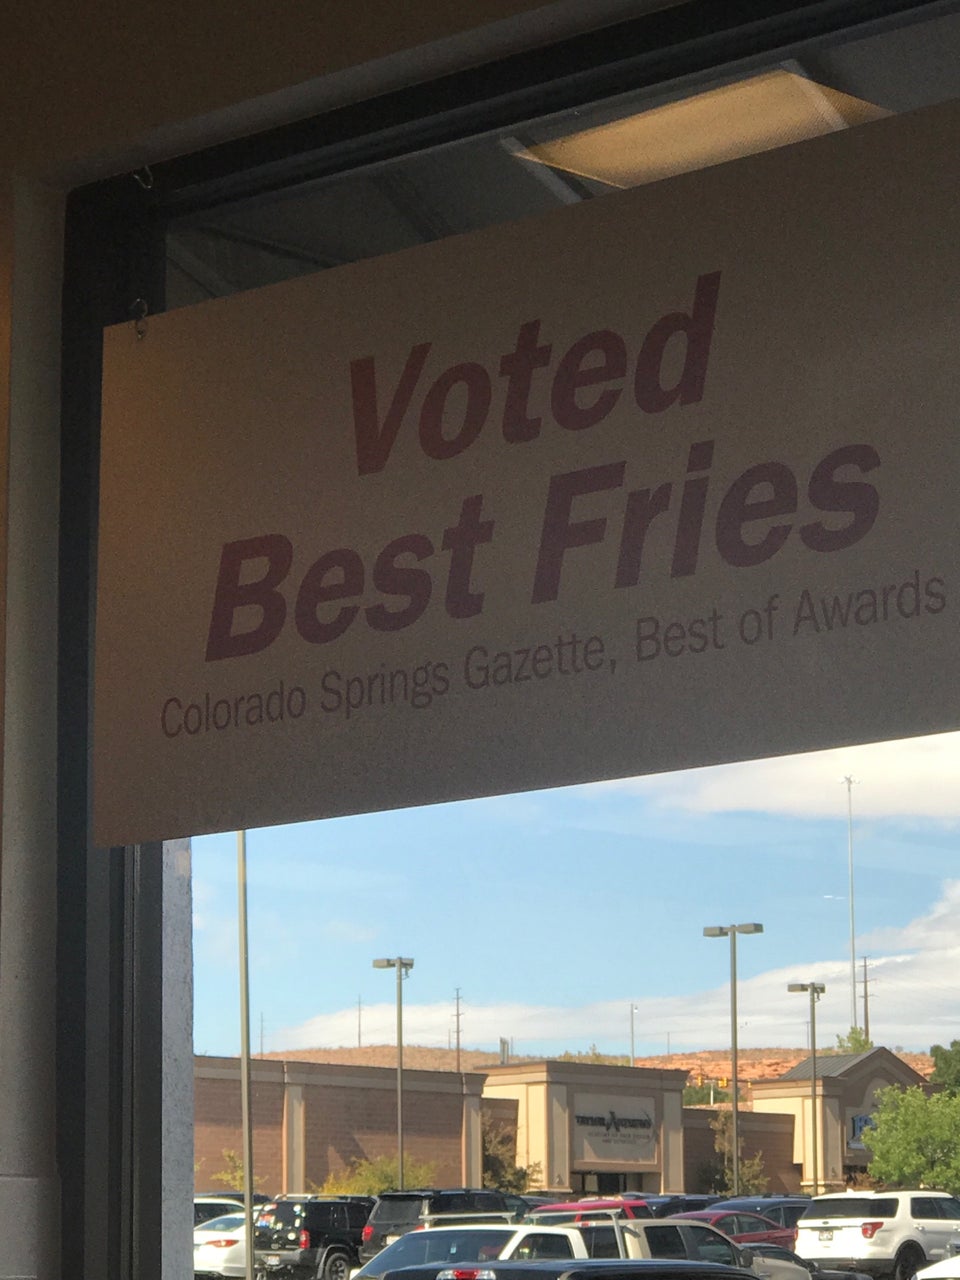 Voted
Best Fries
Colorado Springs Gazette, Best of Awards